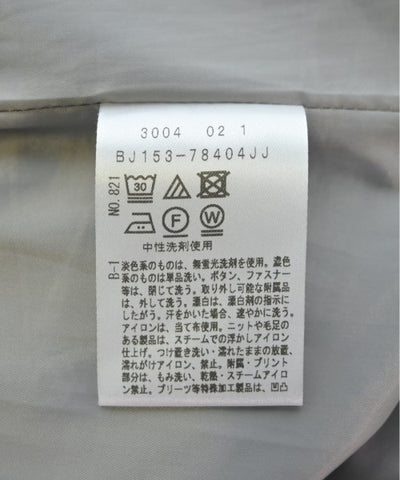 3004 02 1
BJ153-78404JJ
NO.821
30
F W
中性洗剤使用
B-1
淡色系のものは、無蛍光洗剤を使用。濃色
系のものは単品洗い。ボタン、ファスナー
等は、閉じて洗う。取り外し可能な附属品
は、外して洗う。漂白は、漂白剤の指示に
したがう。汗をかいた場合、速やかに洗う。
アイロンは、当て布使用。ニットや毛足の
ある製品は、スチームでの浮かしアイロン
仕上げ。つけ置き洗い・濡れたままの放置、
濡れがけアイロン、禁止。附属・プリント
部分は、もみ洗い、乾燥・スチームアイロ
ン禁止。プリーツ等特殊加工製品は、凹凸